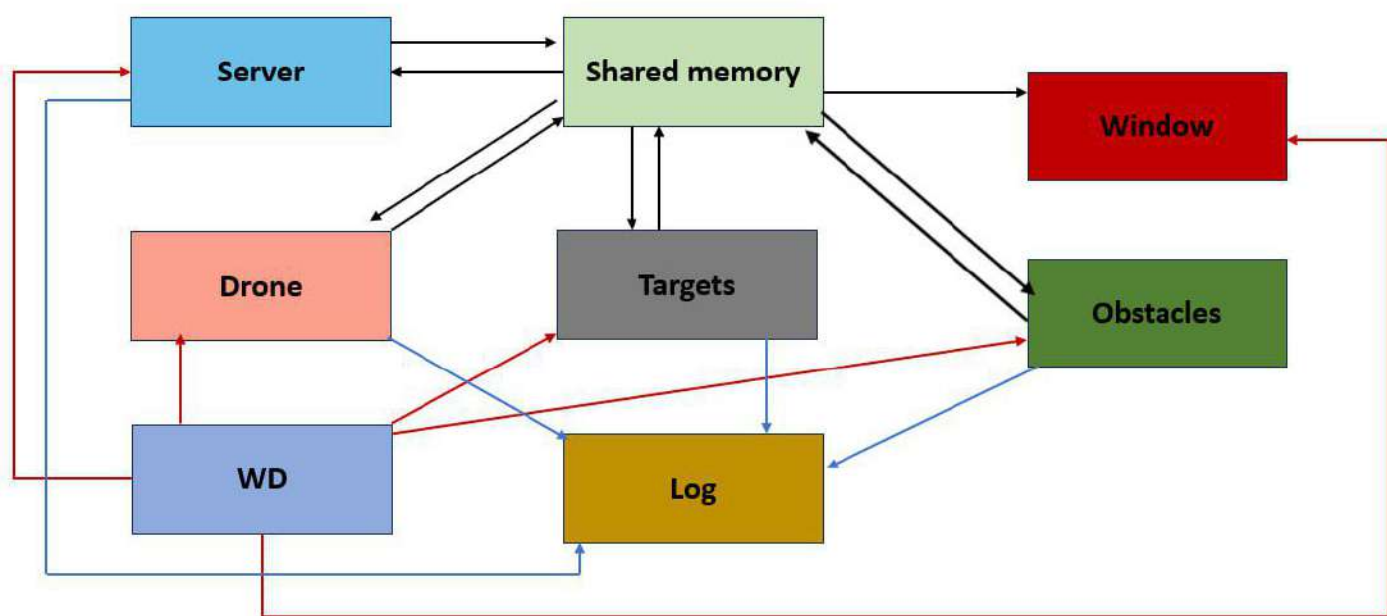 Server
Shared memory
Window
Drone
Targets
Obstacles
WD
Log